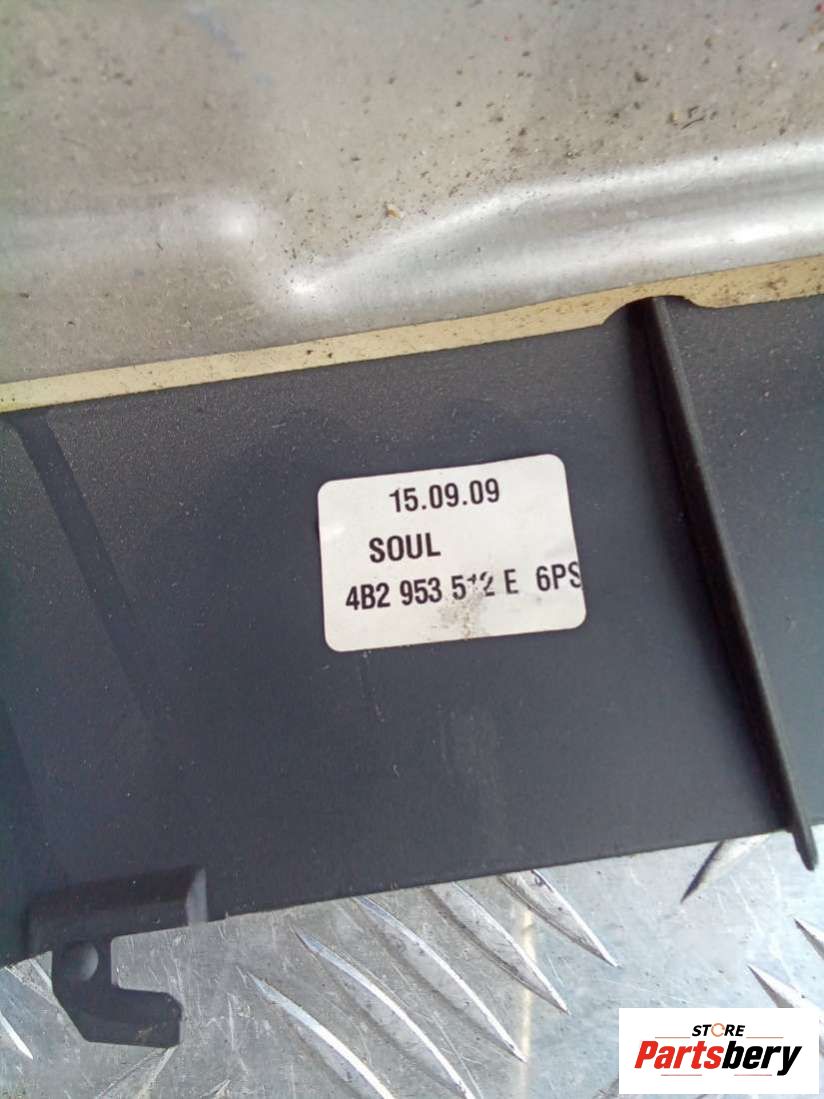 15.09.09
SOUL
4B2 953 512 E 6PS
STORE
Partsbery